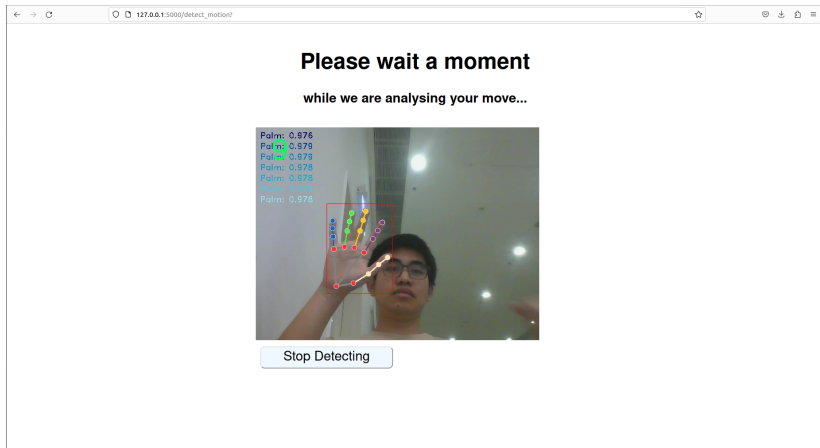 127.0.0.1:5000/detect_motion?
Please wait a moment
while we are analysing your move...
Palm: 0.976
Palm: 0.979
Palm: 0.979
Palm: 0.978
Palm: 0.978
Palm: 0.978
Stop Detecting